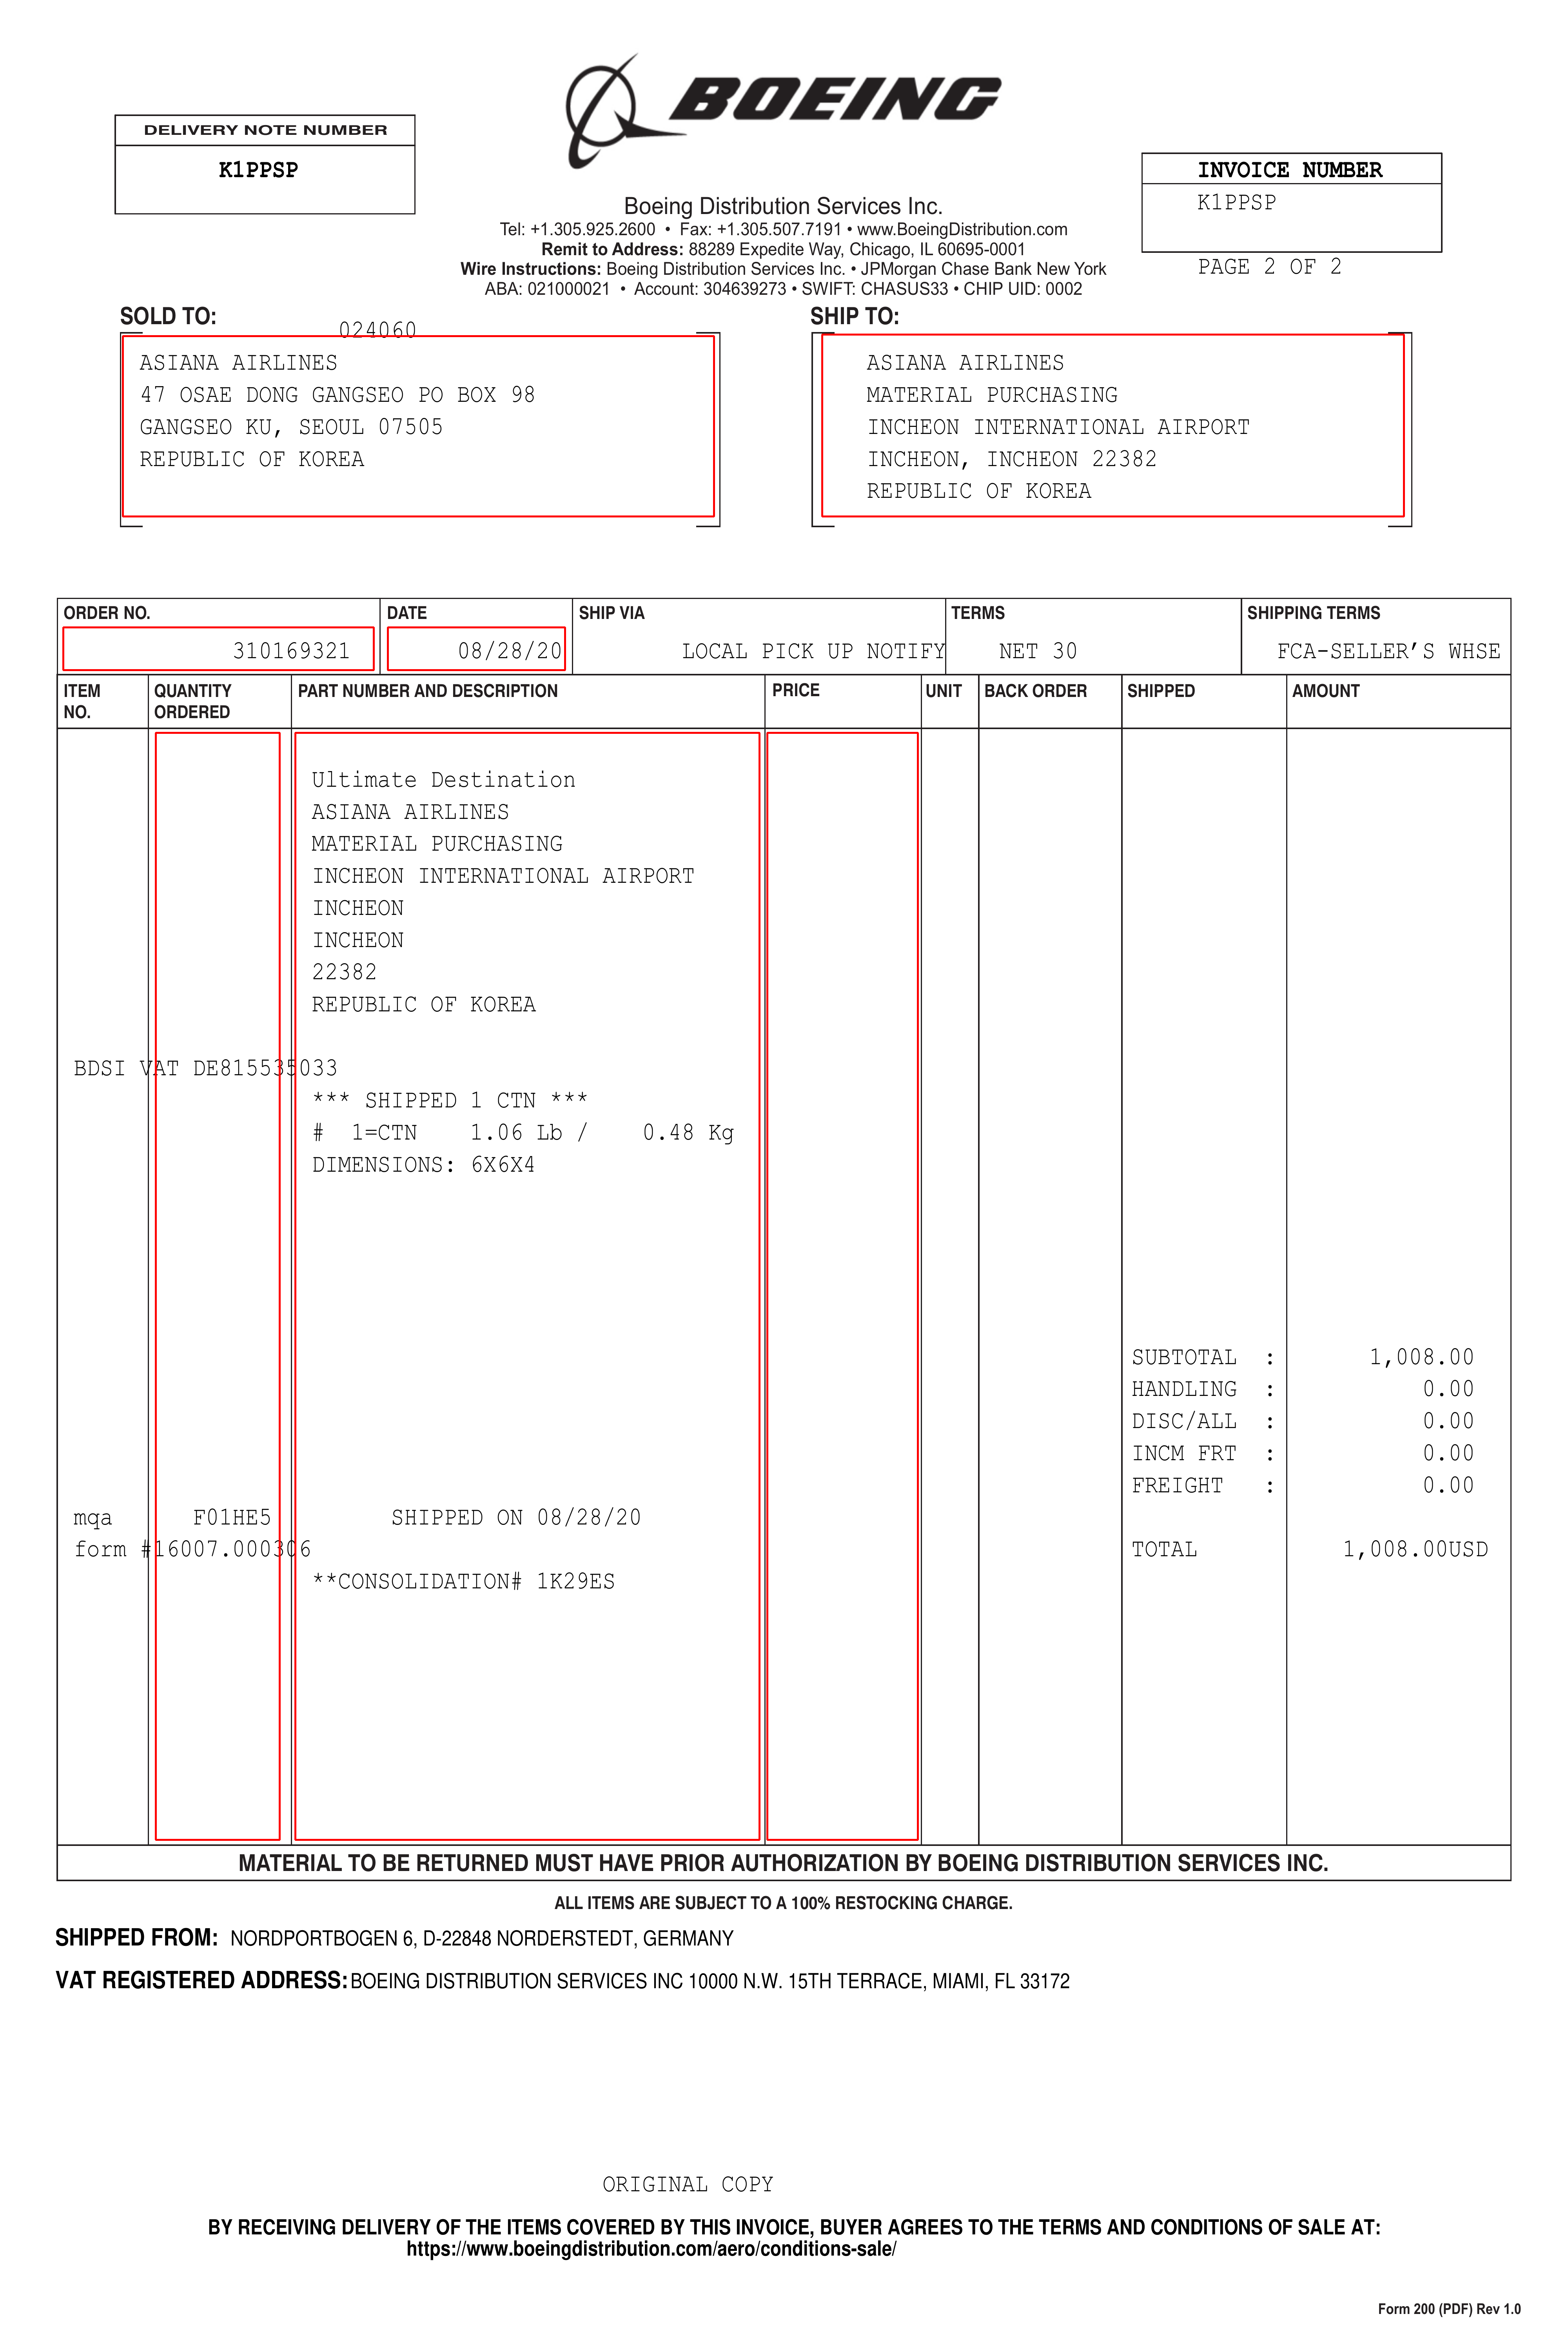 BOEING
DELIVERY NOTE NUMBER
K1PPSP
INVOICE NUMBER
K1PPSP
PAGE 2 OF 2
Boeing Distribution Services Inc.
Tel: +1.305.925.2600 • Fax: +1.305.507.7191 • www.BoeingDistribution.com
Remit to Address: 88289 Expedite Way, Chicago, IL 60695-0001
Wire Instructions: Boeing Distribution Services Inc. • JPMorgan Chase Bank New York
ABA: 021000021 • Account: 304639273 • SWIFT: CHASUS33 • CHIP UID: 0002
SOLD TO:
024060
ASIANA AIRLINES
47 OSAE DONG GANGSEO PO BOX 98
GANGSEO KU, SEOUL 07505
REPUBLIC OF KOREA
SHIP TO:
ASIANA AIRLINES
MATERIAL PURCHASING
INCHEON INTERNATIONAL AIRPORT
INCHEON, INCHEON 22382
REPUBLIC OF KOREA
ORDER NO. DATE SHIP VIA TERMS SHIPPING TERMS
310169321 08/28/20 LOCAL PICK UP NOTIFY NET 30 FCA-SELLER'S WHSE
ITEM NO. QUANTITY ORDERED PART NUMBER AND DESCRIPTION PRICE UNIT BACK ORDER SHIPPED AMOUNT
Ultimate Destination
ASIANA AIRLINES
MATERIAL PURCHASING
INCHEON INTERNATIONAL AIRPORT
INCHEON
INCHEON
22382
REPUBLIC OF KOREA
BDSI VAT DE815535033
*** SHIPPED 1 CTN ***
# 1=CTN 1.06 Lb / 0.48 Kg
DIMENSIONS: 6X6X4
SUBTOTAL : 1,008.00
HANDLING : 0.00
DISC/ALL : 0.00
INCM FRT : 0.00
FREIGHT : 0.00
mqa F01HE5 SHIPPED ON 08/28/20
form #16007.000306 TOTAL 1,008.00USD
**CONSOLIDATION# 1K29ES
MATERIAL TO BE RETURNED MUST HAVE PRIOR AUTHORIZATION BY BOEING DISTRIBUTION SERVICES INC.
ALL ITEMS ARE SUBJECT TO A 100% RESTOCKING CHARGE.
SHIPPED FROM: NORDPORTBOGEN 6, D-22848 NORDERSTEDT, GERMANY
VAT REGISTERED ADDRESS: BOEING DISTRIBUTION SERVICES INC 10000 N.W. 15TH TERRACE, MIAMI, FL 33172
ORIGINAL COPY
BY RECEIVING DELIVERY OF THE ITEMS COVERED BY THIS INVOICE, BUYER AGREES TO THE TERMS AND CONDITIONS OF SALE AT:
https://www.boeingdistribution.com/aero/conditions-sale/
Form 200 (PDF) Rev 1.0